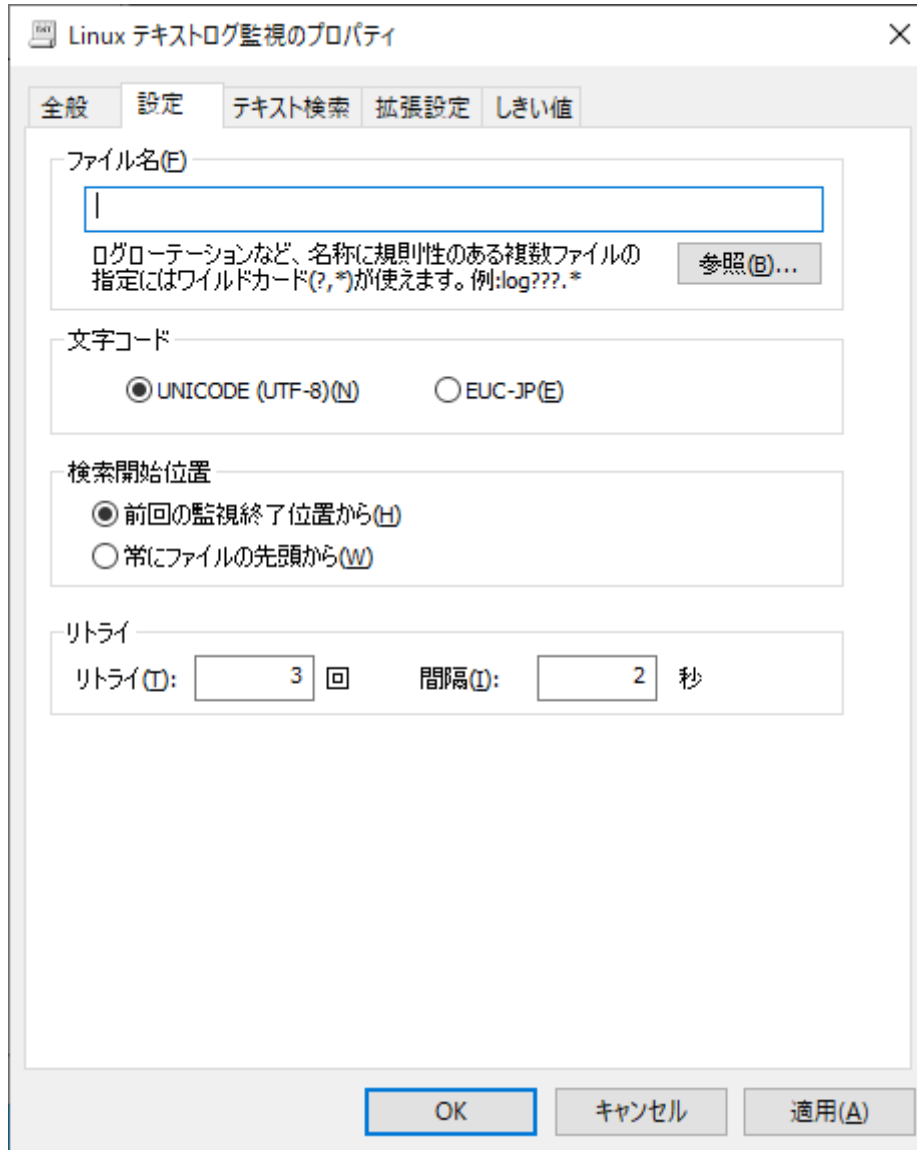 Linux テキストログ監視のプロパティ
全般 設定 テキスト検索 拡張設定 しきい値
ファイル名(F)
ログローテーションなど、名称に規則性のある複数ファイルの
指定にはワイルドカード(?,*)が使えます。例:log???.*
参照(B)...
文字コード
UNICODE (UTF-8)(N) EUC-JP(E)
検索開始位置
前回の監視終了位置から(H)
常にファイルの先頭から(W)
リトライ
リトライ(T): 3 回 間隔(I): 2 秒
OK キャンセル 適用(A)